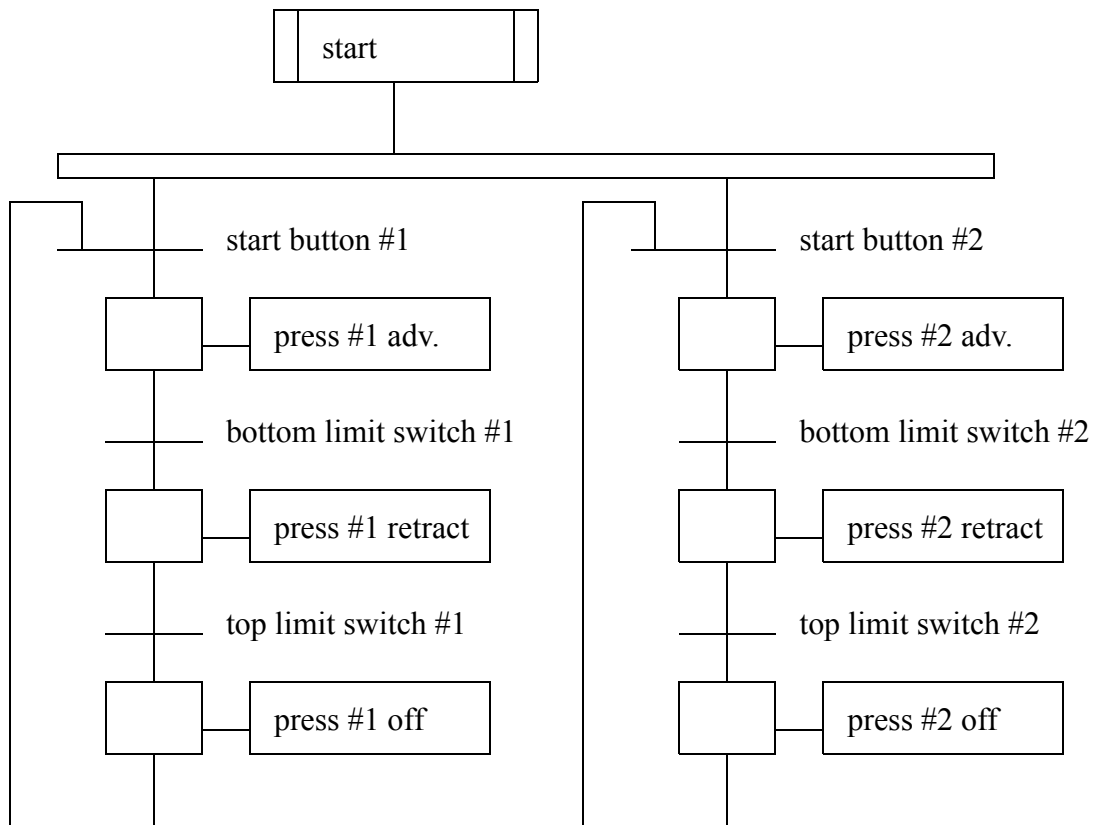 start
start button #1
start button #2
press #1 adv.
press #2 adv.
bottom limit switch #1
bottom limit switch #2
press #1 retract
press #2 retract
top limit switch #1
top limit switch #2
press #1 off
press #2 off